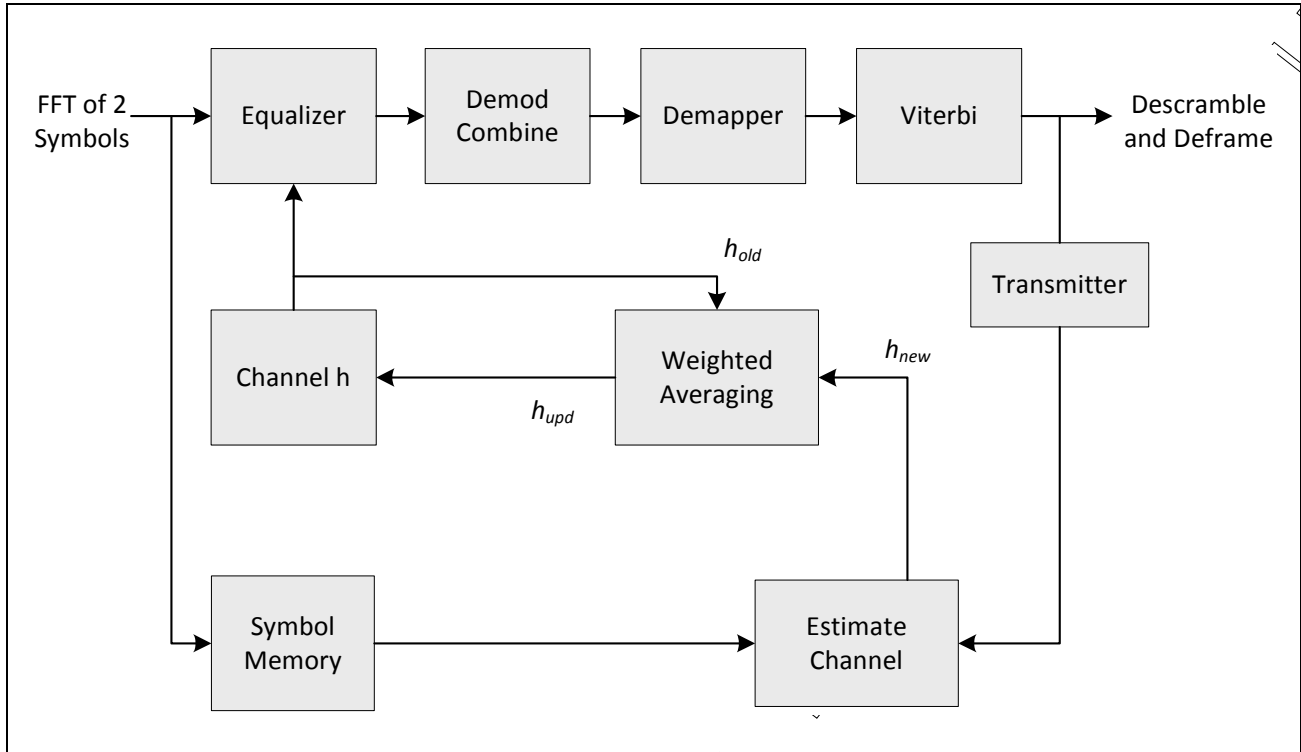 FFT of 2
Symbols
Equalizer
Demod
Combine
Demapper
Viterbi
Descramble
and Deframe
h_old
Transmitter
Channel h
Weighted
Averaging
h_new
h_upd
Symbol
Memory
Estimate
Channel